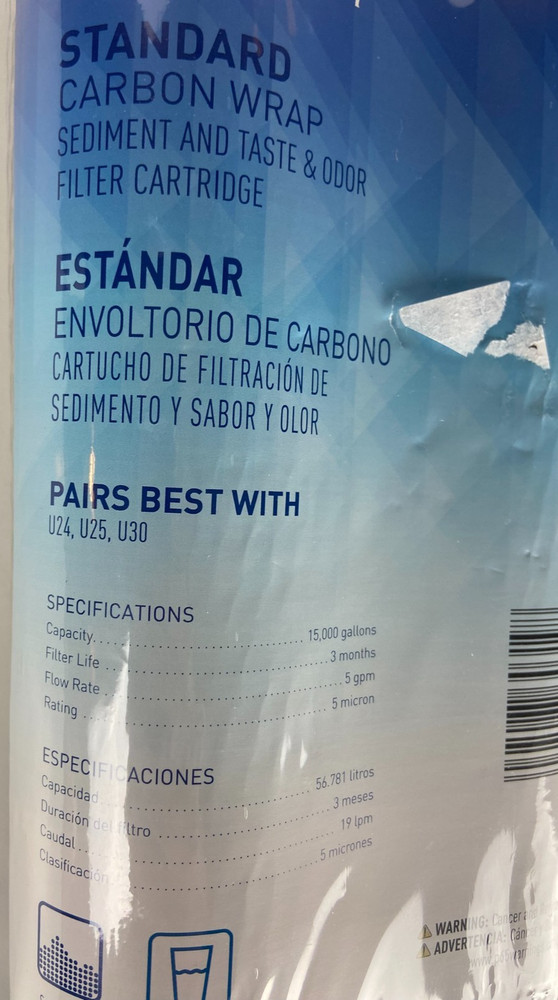 STANDARD
CARBON WRAP
SEDIMENT AND TASTE & ODOR
FILTER CARTRIDGE
ESTÁNDAR
ENVOLTORIO DE CARBONO
CARTUCHO DE FILTRACIÓN DE
SEDIMENTO Y SABOR Y OLOR
PAIRS BEST WITH
U24, U25, U30
SPECIFICATIONS
Capacity.................................................. 15,000 gallons
Filter Life .................................................. 3 months
Flow Rate .................................................. 5 gpm
Rating .................................................. 5 micron
ESPECIFICACIONES
Capacidad.................................................. 56.781 litros
Duración del filtro .................................................. 3 meses
Caudal .................................................. 19 lpm
Clasificación .................................................. 5 micrones
WARNING: Cancer
ADVERTENCIA: